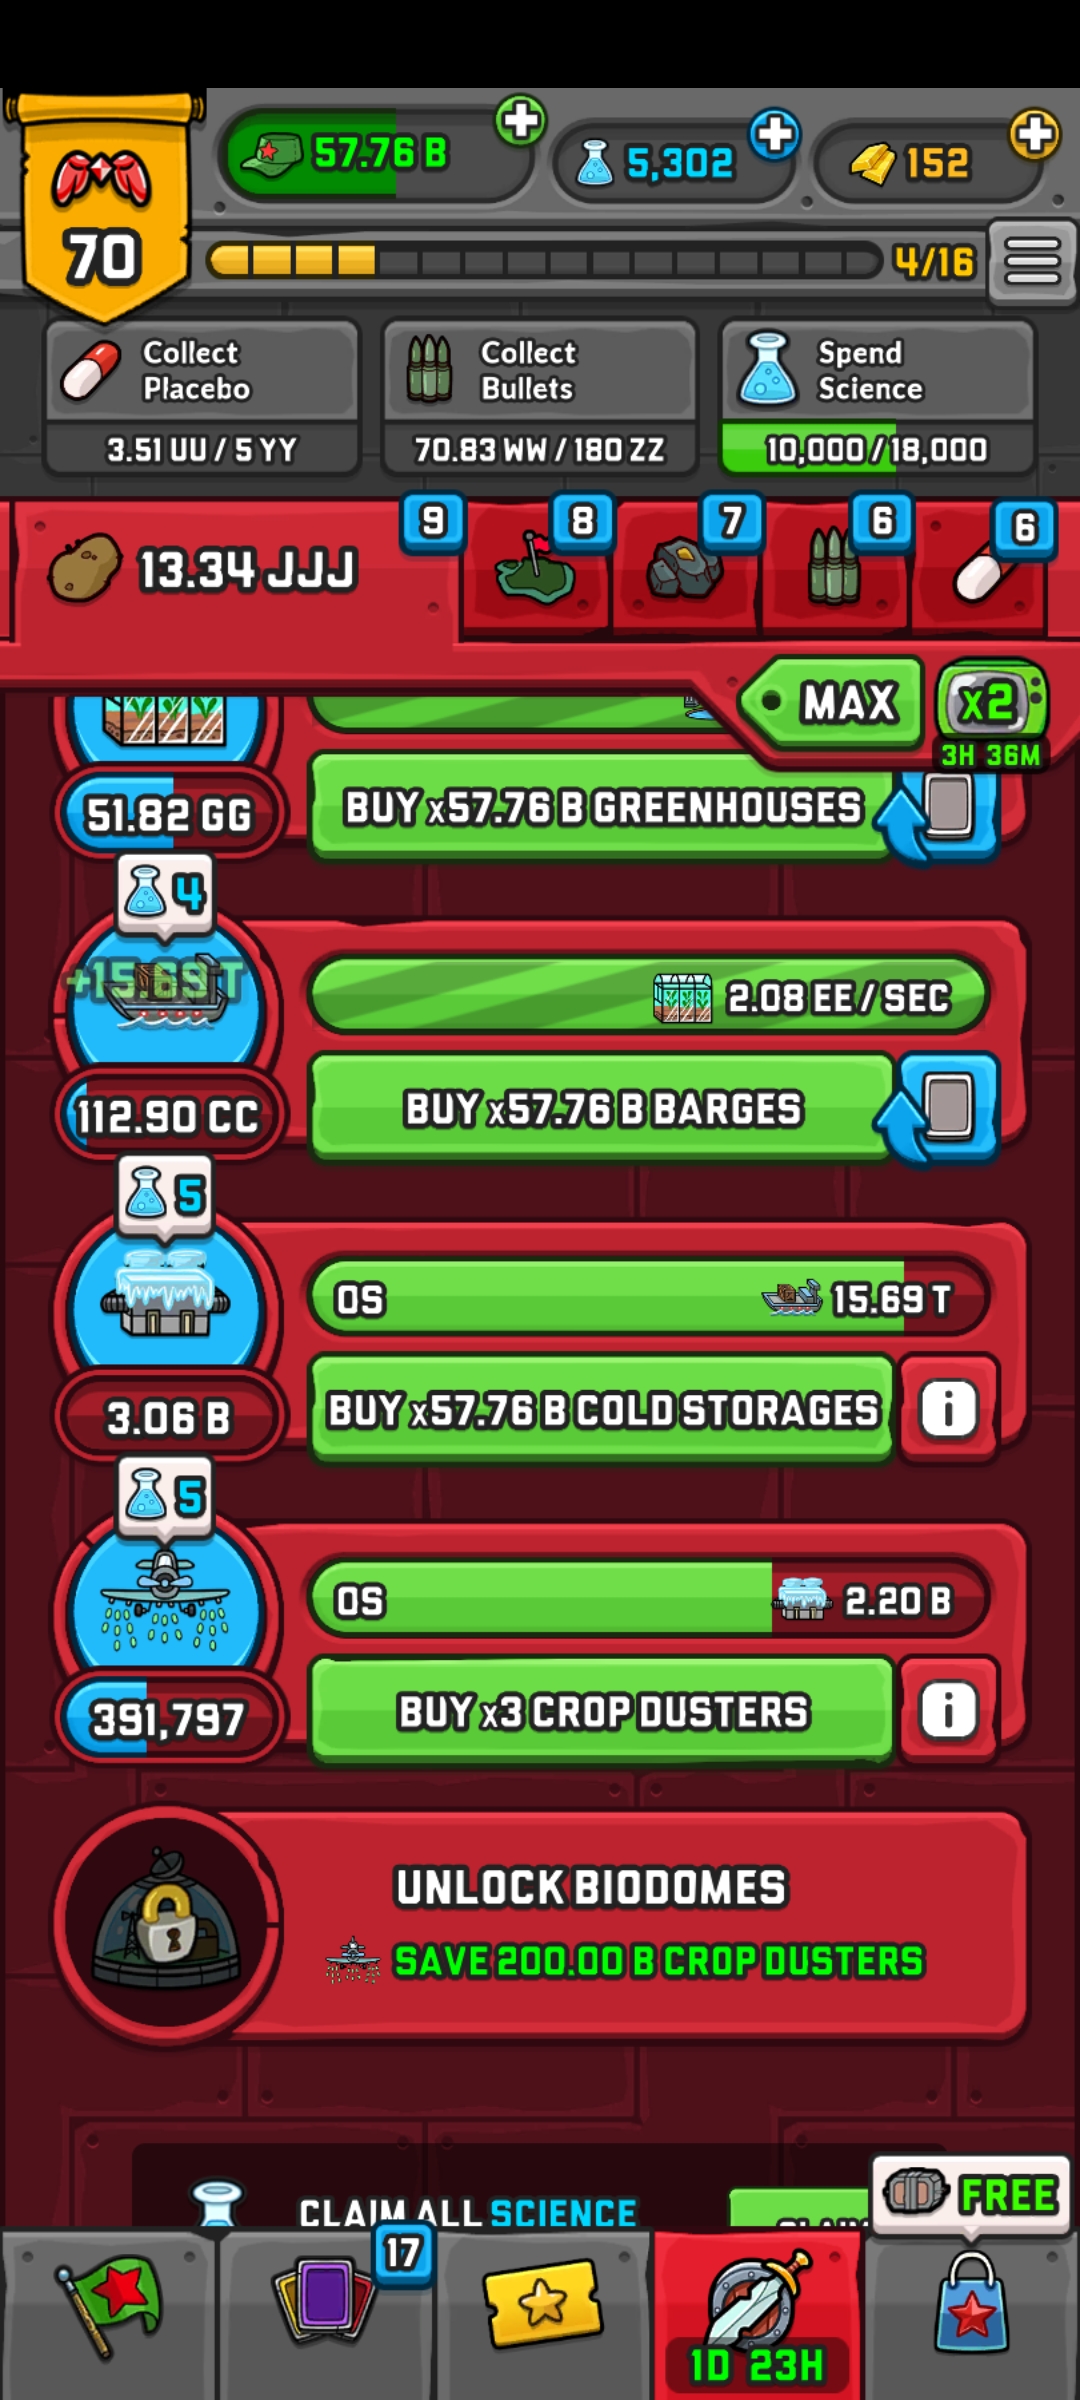 57.76 B
5,302
152
70
4/16
Collect
Placebo
3.51 UU / 5 YY
Collect
Bullets
70.83 WW / 180 ZZ
Spend
Science
10,000 / 18,000
13.34 JJJ
9
8
7
6
6
MAX
x2
3H 36M
51.82 GG
BUY x57.76 B GREENHOUSES
4
+15.69 T
2.08 EE / SEC
112.90 CC
BUY x57.76 B BARGES
5
0S
15.69 T
3.06 B
BUY x57.76 B COLD STORAGES
i
5
0S
2.20 B
391,797
BUY x3 CROP DUSTERS
i
UNLOCK BIODOMES
SAVE 200.00 B CROP DUSTERS
CLAIM ALL SCIENCE
FREE
17
1D 23H